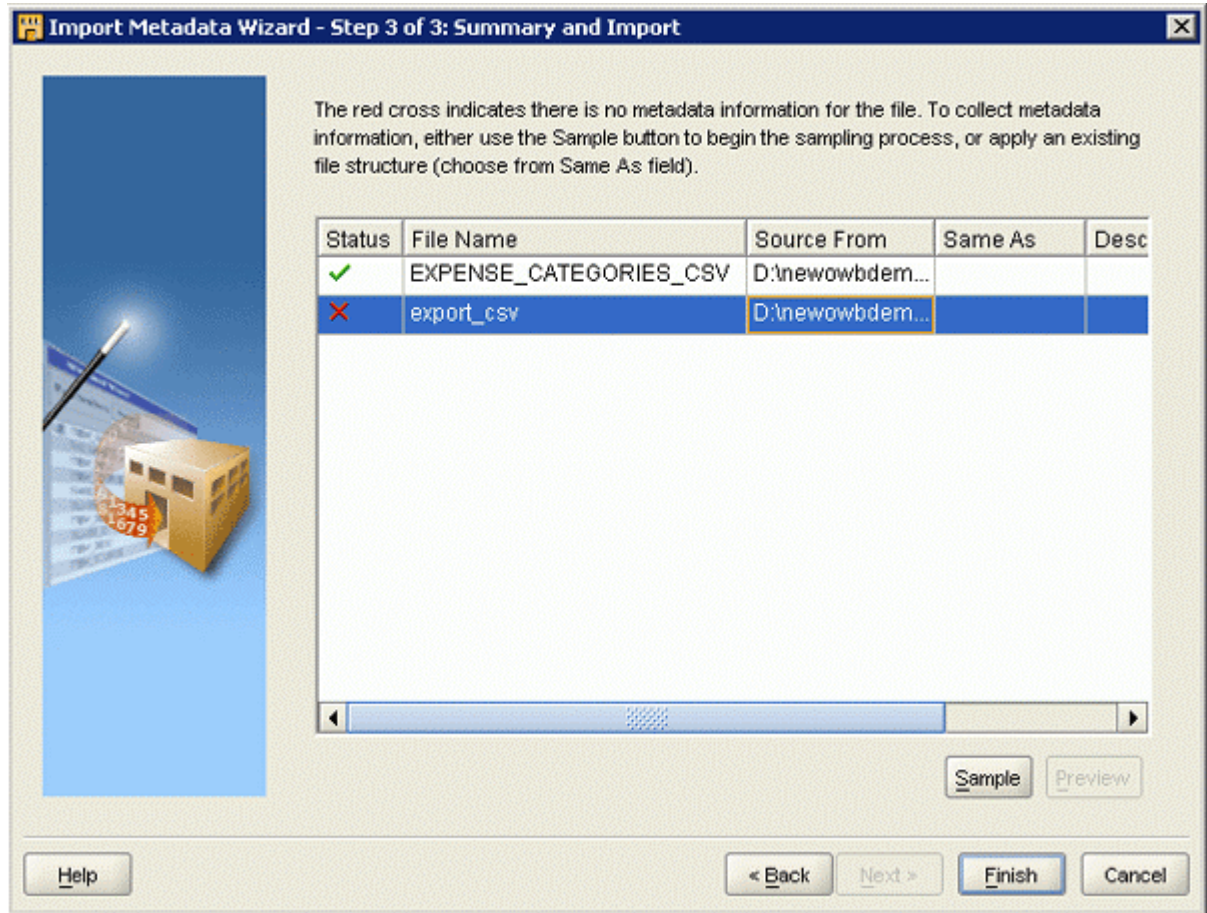 Import Metadata Wizard - Step 3 of 3: Summary and Import
The red cross indicates there is no metadata information for the file. To collect metadata
information, either use the Sample button to begin the sampling process, or apply an existing
file structure (choose from Same As field).
Status File Name Source From Same As Desc
EXPENSE_CATEGORIES_CSV D:\newowbdem...
export_csv D:\newowbdem...
1345
1679
Sample Preview
Help < Back Next > Finish Cancel